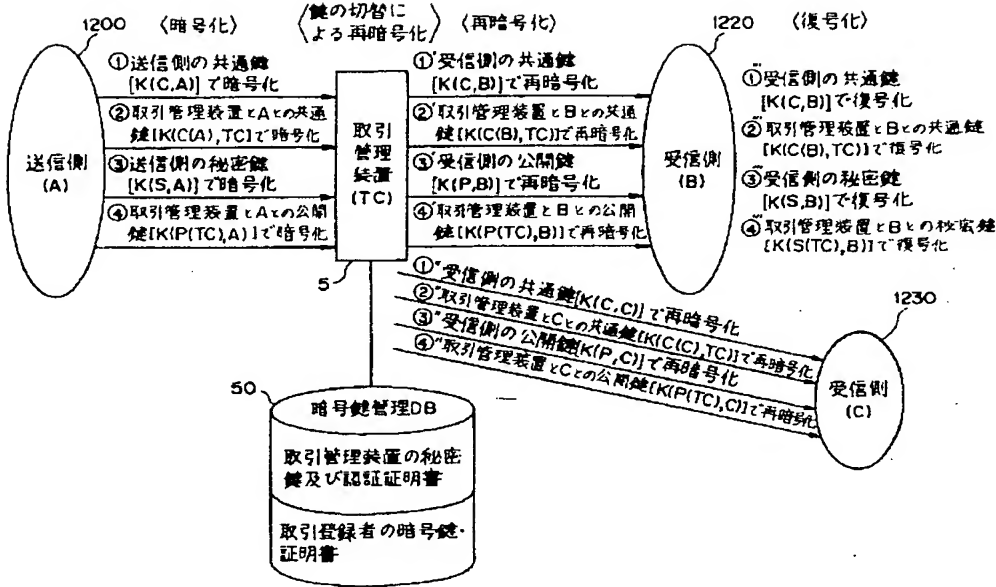 1200
〈暗号化〉
〈鍵の切替に
よる再暗号化〉
〈再暗号化〉
1220
〈復号化〉
送信側
(A)
①送信側の共通鍵
[K(C,A)]で暗号化
②取引管理装置とAとの共通
鍵[K(C(A),TC)で暗号化
③送信側の秘密鍵
[K(S,A)]で暗号化
④取引管理装置とAとの公開
鍵[K(P(TC),A)]で暗号化
取引
管理
装置
(TC)
5
①'受信側の共通鍵
[K(C,B)]で再暗号化
②'取引管理装置とBとの共通
鍵[K(C(B),TC)]で再暗号化
③'受信側の公開鍵
[K(P,B)]で再暗号化
④'取引管理装置とBとの公開
鍵[K(P(TC),B)]で再暗号化
受信側
(B)
①'''受信側の共通鍵
[K(C,B)]で復号化
②'''取引管理装置とBとの共通鍵
[K(C(B),TC)]で復号化
③'''受信側の秘密鍵
[K(S,B)]で復号化
④'''取引管理装置とBとの秘密鍵
[K(S(TC),B)]で復号化
①"受信側の共通鍵[K(C,C)]で再暗号化
②"取引管理装置とCとの共通鍵[K(C(C),TC)]で再暗号化
③"受信側の公開鍵[K(P,C)]で再暗号化
④"取引管理装置とCとの公開鍵[K(P(TC),C)]で再暗号化
1230
受信側
(C)
50
暗号鍵管理DB
取引管理装置の秘密
鍵及び認証証明書
取引登録者の暗号鍵・
証明書